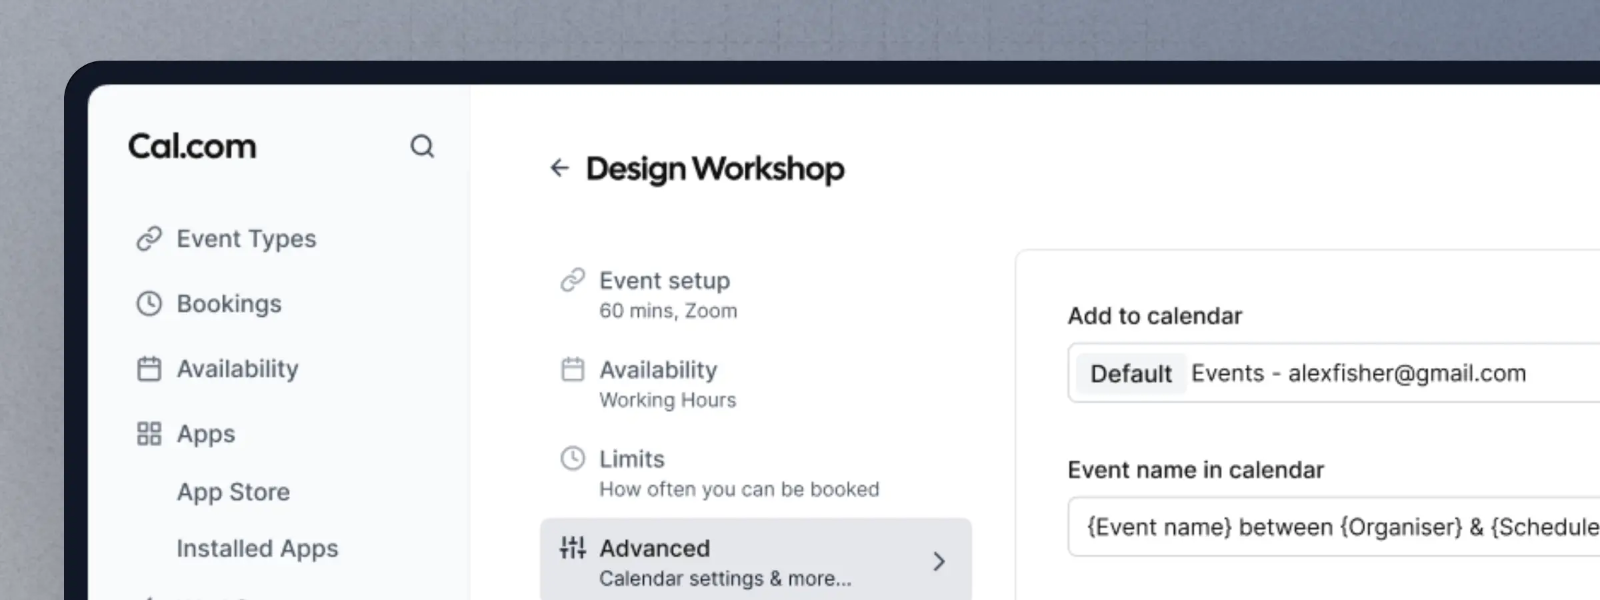 Cal.com
Event Types
Bookings
Availability
Apps
App Store
Installed Apps
Design Workshop
Event setup
60 mins, Zoom
Availability
Working Hours
Limits
How often you can be booked
Advanced
Calendar settings & more...
Add to calendar
Default Events - alexfisher@gmail.com
Event name in calendar
{Event name} between {Organiser} & {Schedule